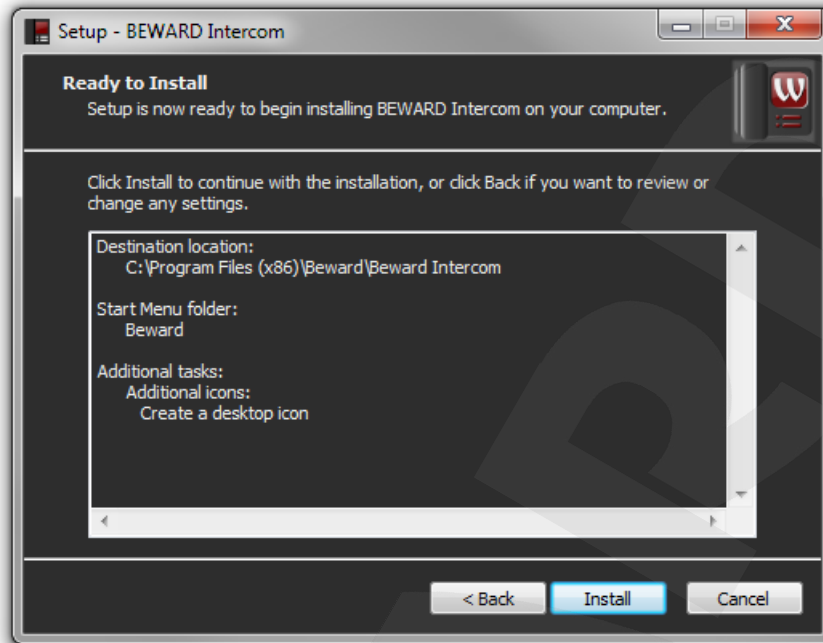 Setup - BEWARD Intercom
Ready to Install
Setup is now ready to begin installing BEWARD Intercom on your computer.
W
Click Install to continue with the installation, or click Back if you want to review or
change any settings.
Destination location:
C:\Program Files (x86)\Beward\Beward Intercom
Start Menu folder:
Beward
Additional tasks:
Additional icons:
Create a desktop icon
< Back
Install
Cancel